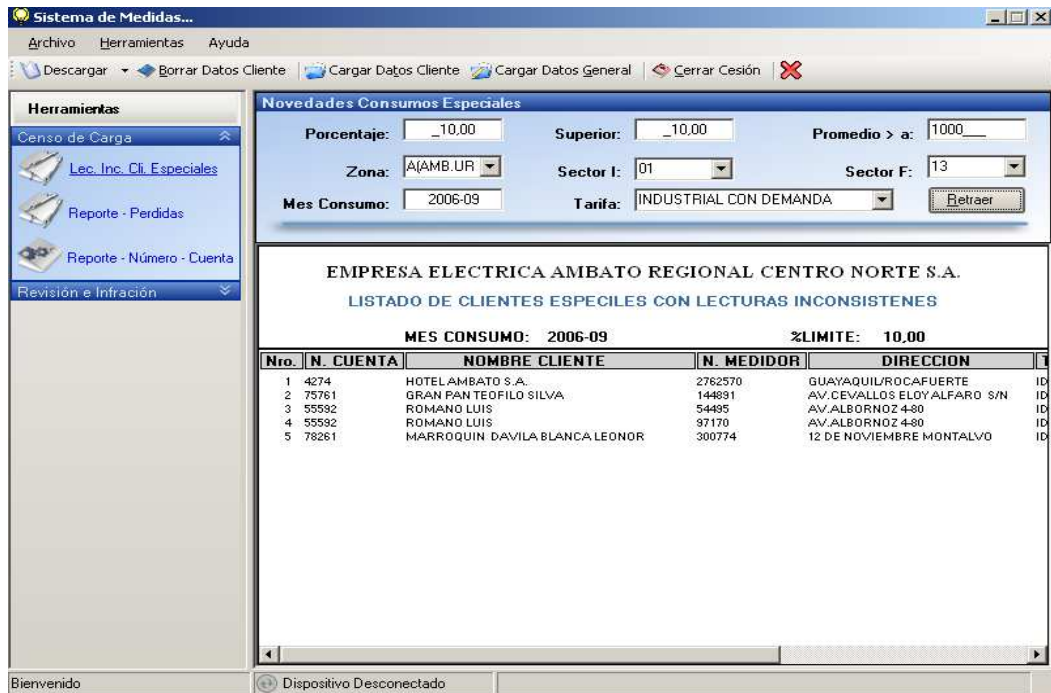 Sistema de Medidas...
Archivo Herramientas Ayuda
Descargar Borrar Datos Cliente Cargar Datos Cliente Cargar Datos General Cerrar Cesión
Herramientas
Censo de Carga
Lec. Inc. Cli. Especiales
Reporte - Perdidas
Reporte - Número - Cuenta
Revisión e Infración
Novedades Consumos Especiales
Porcentaje: _10,00 Superior: _10,00 Promedio > a: 1000___
Zona: A(AMB.UR Sector I: 01 Sector F: 13
Mes Consumo: 2006-09 Tarifa: INDUSTRIAL CON DEMANDA Retraer
EMPRESA ELECTRICA AMBATO REGIONAL CENTRO NORTE S.A.
LISTADO DE CLIENTES ESPECILES CON LECTURAS INCONSISTENES
MES CONSUMO: 2006-09 %LIMITE: 10,00
Nro. N. CUENTA NOMBRE CLIENTE N. MEDIDOR DIRECCION T
1 4274 HOTEL AMBATO S.A. 2762570 GUAYAQUIL/ROCAFUERTE ID
2 75761 GRAN PAN TEOFILO SILVA 144891 AV.CEVALLOS ELOY ALFARO S/N ID
3 55592 ROMANO LUIS 54495 AV.ALBORNOZ 4-80 ID
4 55592 ROMANO LUIS 97170 AV.ALBORNOZ 4-80 ID
5 78261 MARROQUIN DAVILA BLANCA LEONOR 300774 12 DE NOVIEMBRE MONTALVO ID
Bienvenido Dispositivo Desconectado